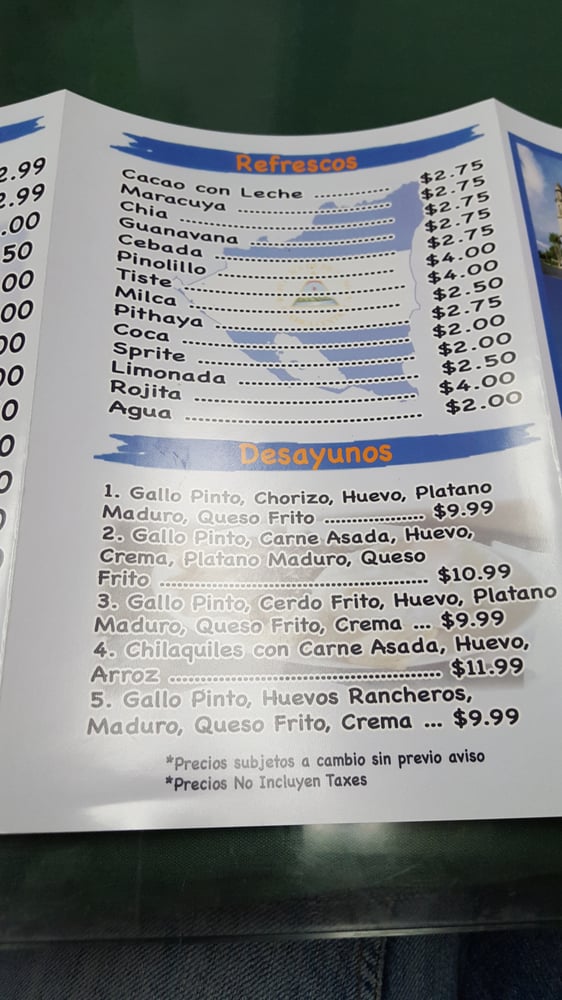 Refrescos
Cacao con Leche ............ $2.75
Maracuya ........................ $2.75
Chia ................................ $2.75
Guanavana ...................... $2.75
Cebada ............................ $2.75
Pinolillo ............................ $4.00
Tiste ................................ $4.00
Milca ................................ $2.50
Pithaya ............................ $2.75
Coca ................................ $2.00
Sprite .............................. $2.00
Limonada ........................ $2.50
Rojita .............................. $4.00
Agua ................................ $2.00
Desayunos
1. Gallo Pinto, Chorizo, Huevo, Platano
Maduro, Queso Frito ................... $9.99
2. Gallo Pinto, Carne Asada, Huevo,
Crema, Platano Maduro, Queso
Frito ........................................ $10.99
3. Gallo Pinto, Cerdo Frito, Huevo, Platano
Maduro, Queso Frito, Crema ... $9.99
4. Chilaquiles con Carne Asada, Huevo,
Arroz ........................................ $11.99
5. Gallo Pinto, Huevos Rancheros,
Maduro, Queso Frito, Crema ... $9.99
*Precios subjetos a cambio sin previo aviso
*Precios No Incluyen Taxes